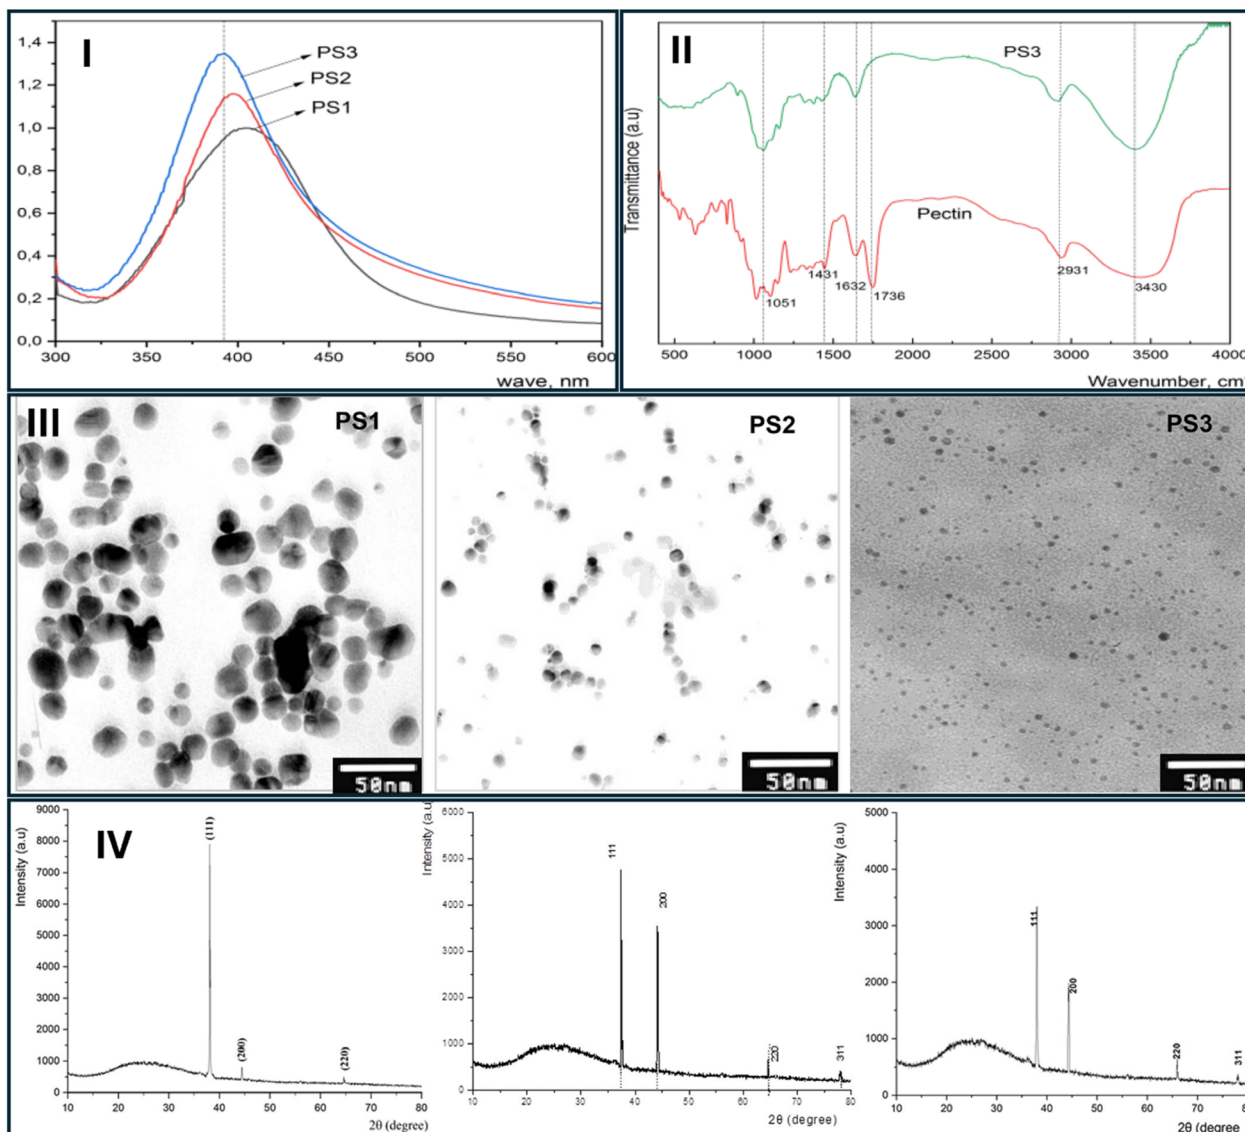 I
1,4
1,2
1,0
0,8
0,6
0,4
0,2
0,0
PS3
PS2
PS1
300 350 400 450 500 550 600
wave, nm
II
PS3
Transmittance (a.u)
Pectin
1051
1431
1632
1736
2931
3430
500 1000 1500 2000 2500 3000 3500 4000
Wavenumber, cm
III
PS1
50nm
PS2
50nm
PS3
50nm
IV
Intensity (a.u)
9000
8000
7000
6000
5000
4000
3000
2000
1000
0
(111)
(200)
(220)
10 20 30 40 50 60 70 80
2θ (degree)
Intensity (a.u
6000
5000
4000
3000
2000
1000
0
111
200
220
311
10 20 30 40 50 60 70 80
2θ (degree)
Intensity (a.u)
5000
3000
2000
1000
0
111
200
220
311
10 20 30 40 50 60 70 80
2θ (degree